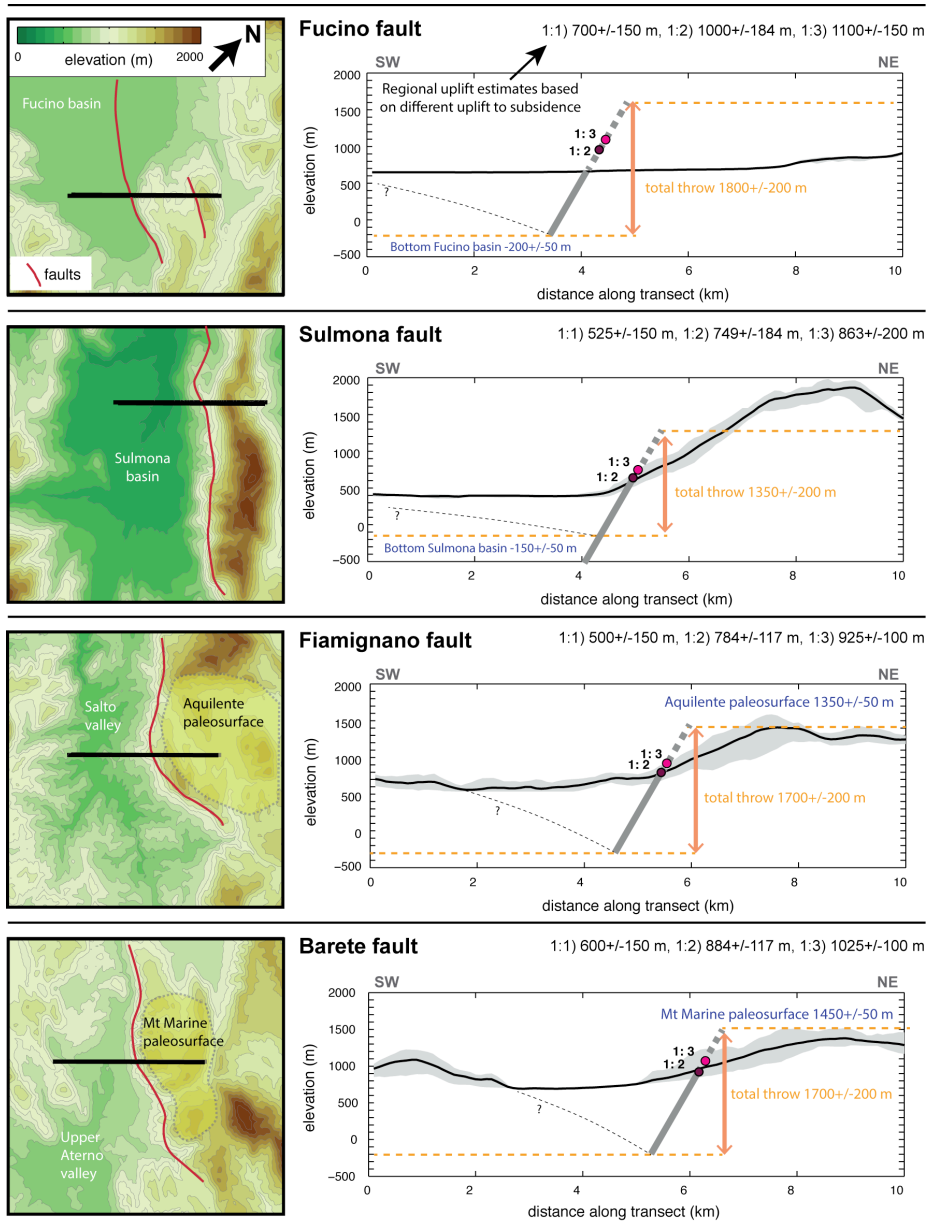 0
2000
elevation (m)
N
Fucino basin
faults
Fucino fault
1:1) 700+/-150 m, 1:2) 1000+/-184 m, 1:3) 1100+/-150 m
SW
NE
Regional uplift estimates based
on different uplift to subsidence
1: 3
1: 2
total throw 1800+/-200 m
?
Bottom Fucino basin -200+/-50 m
elevation (m)
2000
1500
1000
500
0
−500
0
2
4
6
8
10
distance along transect (km)
Sulmona
basin
Sulmona fault
1:1) 525+/-150 m, 1:2) 749+/-184 m, 1:3) 863+/-200 m
SW
NE
1: 3
1: 2
total throw 1350+/-200 m
?
Bottom Sulmona basin -150+/-50 m
elevation (m)
2000
1500
1000
500
0
−500
0
2
4
6
8
10
distance along transect (km)
Salto
valley
Aquilente
paleosurface
Fiamignano fault
1:1) 500+/-150 m, 1:2) 784+/-117 m, 1:3) 925+/-100 m
SW
NE
Aquilente paleosurface 1350+/-50 m
1: 3
1: 2
total throw 1700+/-200 m
?
elevation (m)
2000
1500
1000
500
0
−500
0
2
4
6
8
10
distance along transect (km)
Mt Marine
paleosurface
Upper
Aterno
valley
Barete fault
1:1) 600+/-150 m, 1:2) 884+/-117 m, 1:3) 1025+/-100 m
SW
NE
Mt Marine paleosurface 1450+/-50 m
1: 3
1: 2
total throw 1700+/-200 m
?
elevation (m)
2000
1500
1000
500
0
−500
0
2
4
6
8
10
distance along transect (km)